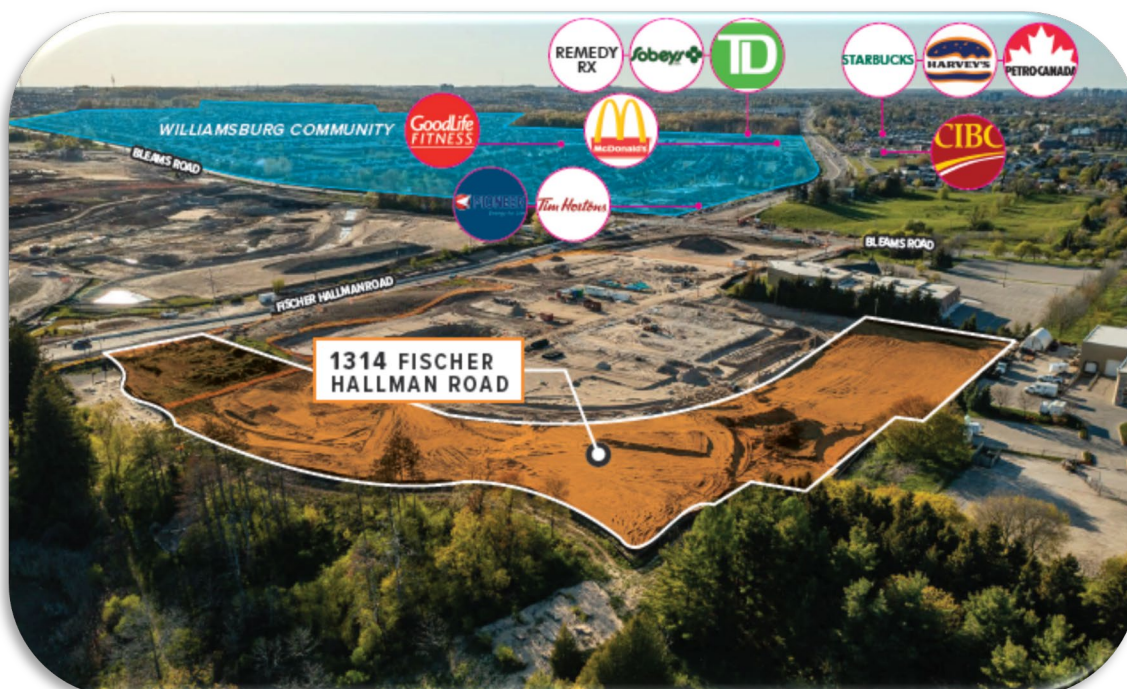 REMEDY
RX
Sobeys
TD
STARBUCKS
HARVEY'S
PETRO CANADA
WILLIAMSBURG COMMUNITY
GoodLife
FITNESS
McDonald's
CIBC
BLEAMS ROAD
PIONEER
Tim Hortons
BLEAMS ROAD
FISCHER HALLMAN ROAD
1314 FISCHER
HALLMAN ROAD